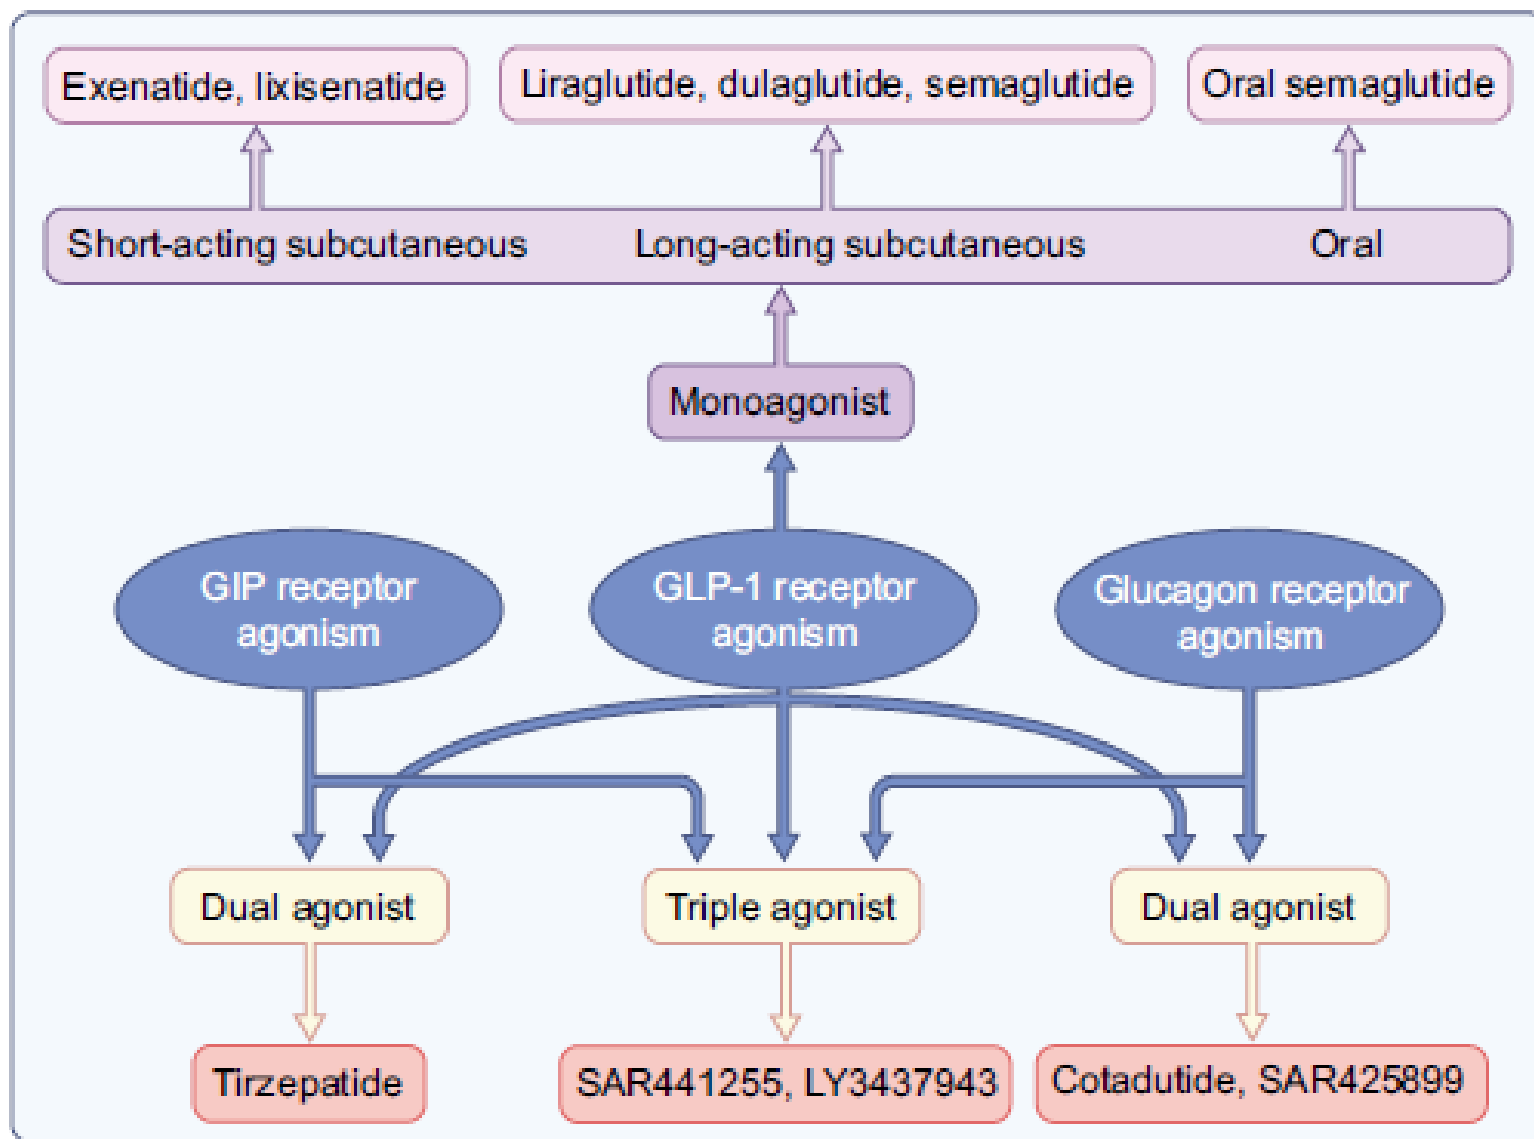 Exenatide, lixisenatide
Liraglutide, dulaglutide, semaglutide
Oral semaglutide
Short-acting subcutaneous
Long-acting subcutaneous
Oral
Monoagonist
GIP receptor
agonism
GLP-1 receptor
agonism
Glucagon receptor
agonism
Dual agonist
Triple agonist
Dual agonist
Tirzepatide
SAR441255, LY3437943
Cotadutide, SAR425899